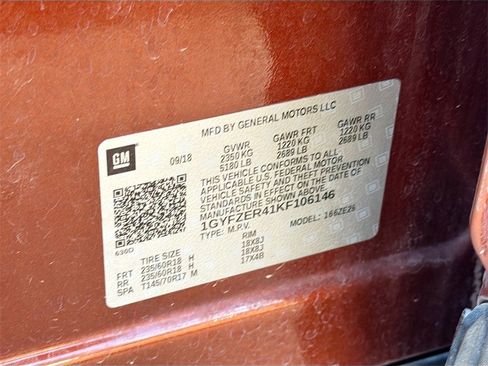 MFD BY GENERAL MOTORS LLC
GM
09/18
GVWR GAWR FRT GAWR RR
2350 KG 1220 KG 1220 KG
5180 LB 2689 LB 2689 LB
THIS VEHICLE CONFORMS TO ALL
APPLICABLE U.S. FEDERAL MOTOR
VEHICLE SAFETY AND THEFT
PREVENTION STANDARDS IN EFFECT ON
THE DATE OF MANUFACTURE SHOWN ABOVE.
1GYFZER41KF106146
TYPE: M.P.V. MODEL: 166ZE26
TIRE SIZE RIM
FRT 235/60R18 H 18X8J
RR 235/60R18 H 18X8J
SPA T145/70R17 M 17X4B